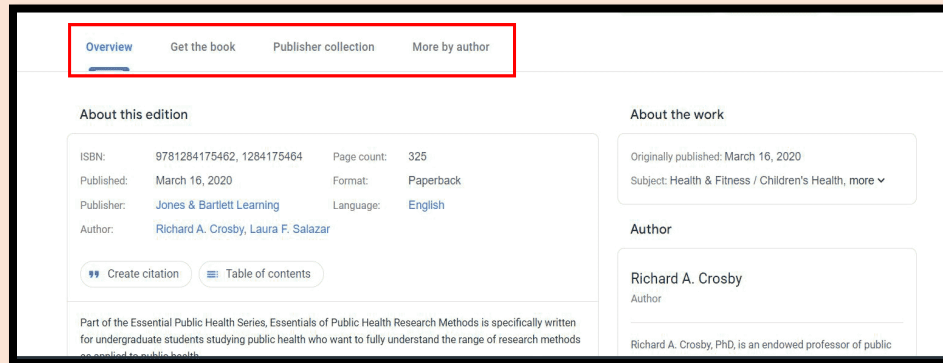 Overview Get the book Publisher collection More by author
About this edition
ISBN: 9781284175462, 1284175464 Page count: 325
Published: March 16, 2020 Format: Paperback
Publisher: Jones & Bartlett Learning Language: English
Author: Richard A. Crosby, Laura F. Salazar
Create citation Table of contents
Part of the Essential Public Health Series, Essentials of Public Health Research Methods is specifically written
for undergraduate students studying public health who want to fully understand the range of research methods
as applied to public health
About the work
Originally published: March 16, 2020
Subject: Health & Fitness / Children's Health, more
Author
Richard A. Crosby
Author
Richard A. Crosby, PhD, is an endowed professor of public